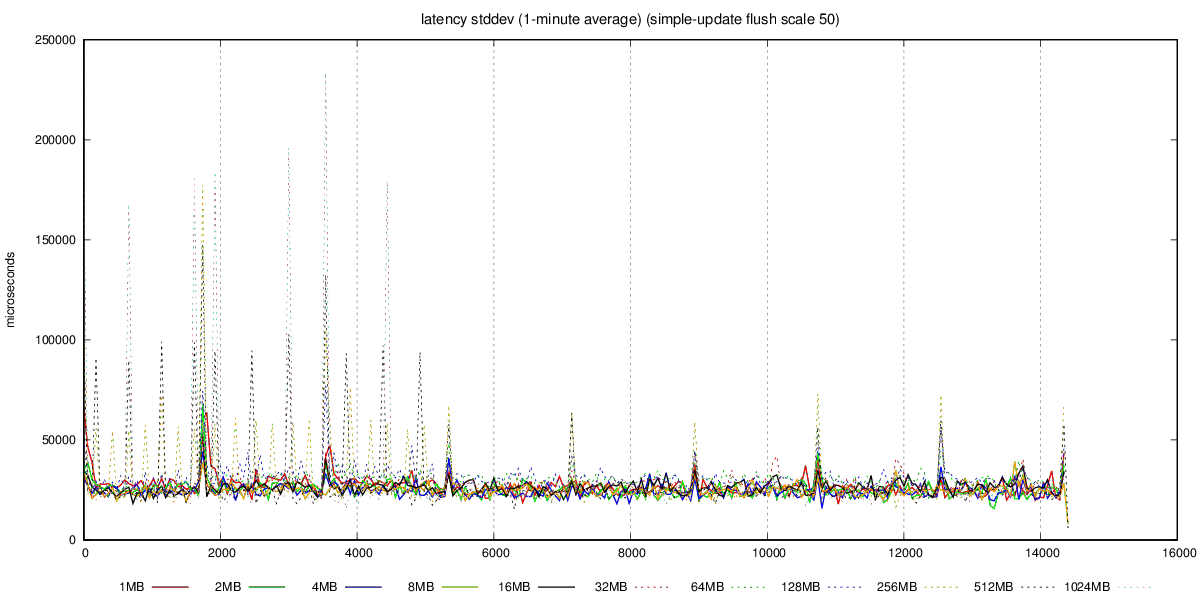 latency stddev (1-minute average) (simple-update flush scale 50)
250000
200000
150000
100000
50000
0
microseconds
0 2000 4000 6000 8000 10000 12000 14000 16000
1MB 2MB 4MB 8MB 16MB 32MB 64MB 128MB 256MB 512MB 1024MB